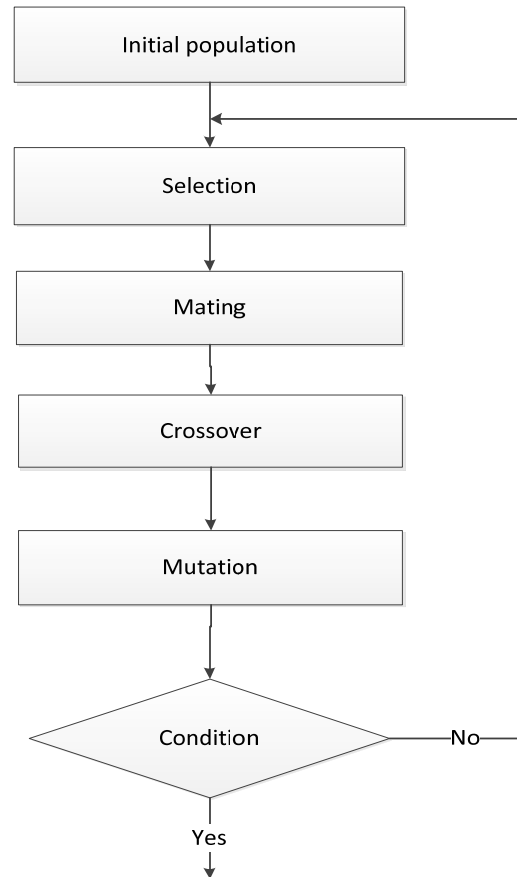 Initial population
Selection
Mating
Crossover
Mutation
Condition
No
Yes